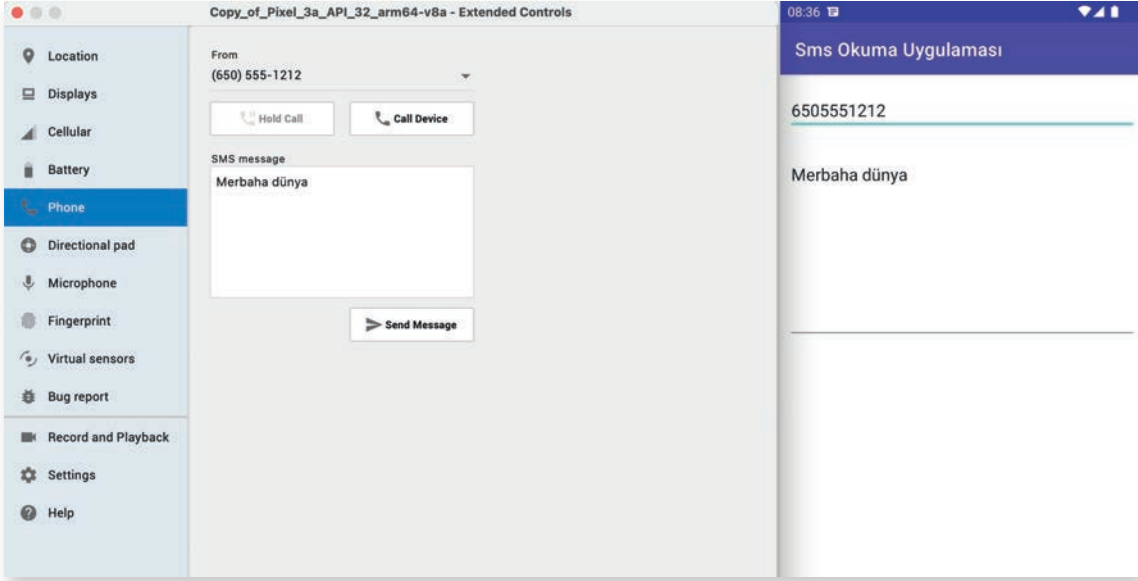 Copy_of_Pixel_3a_API_32_arm64-v8a - Extended Controls
Location
Displays
Cellular
Battery
Phone
Directional pad
Microphone
Fingerprint
Virtual sensors
Bug report
Record and Playback
Settings
Help
From
(650) 555-1212
Hold Call
Call Device
SMS message
Merbaha dünya
Send Message
08:36
Sms Okuma Uygulaması
6505551212
Merbaha dünya